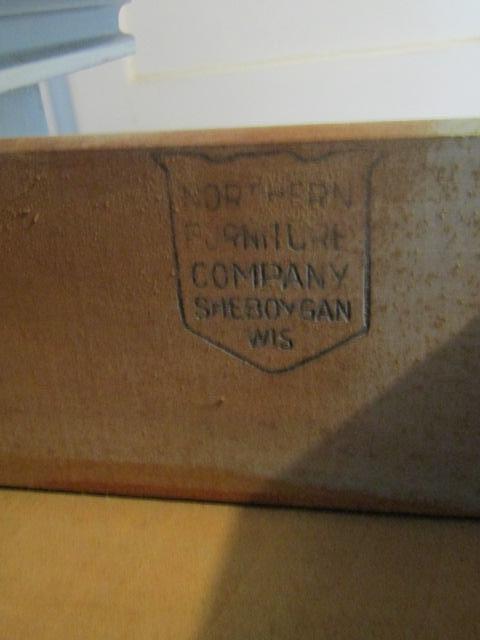 NORTHERN
FURNITURE
COMPANY
SHEBOYGAN
WIS